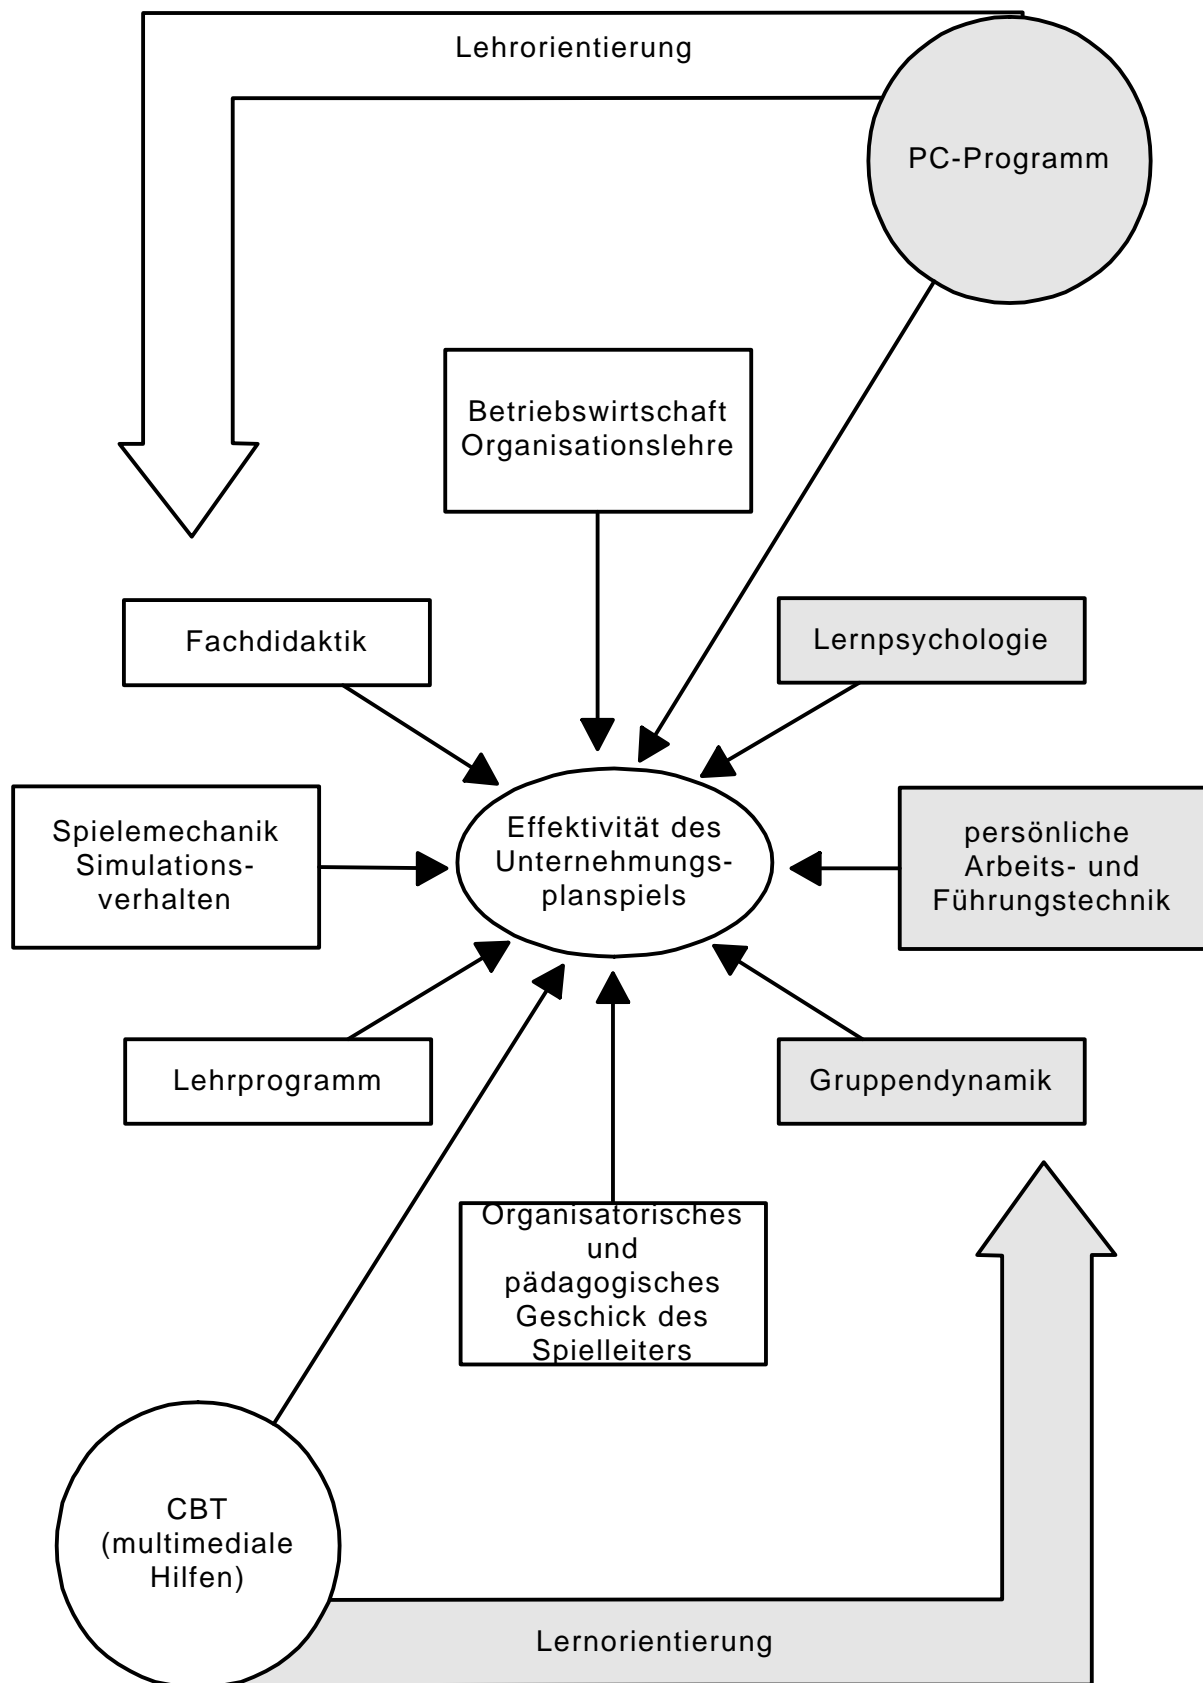 Lehrorientierung
PC-Programm
Betriebswirtschaft
Organisationslehre
Fachdidaktik
Lernpsychologie
Spielemechanik
Simulations-
verhalten
Effektivität des
Unternehmungs-
planspiels
persönliche
Arbeits- und
Führungstechnik
Lehrprogramm
Gruppendynamik
Organisatorisches
und
pädagogisches
Geschick des
Spielleiters
CBT
(multimediale
Hilfen)
Lernorientierung